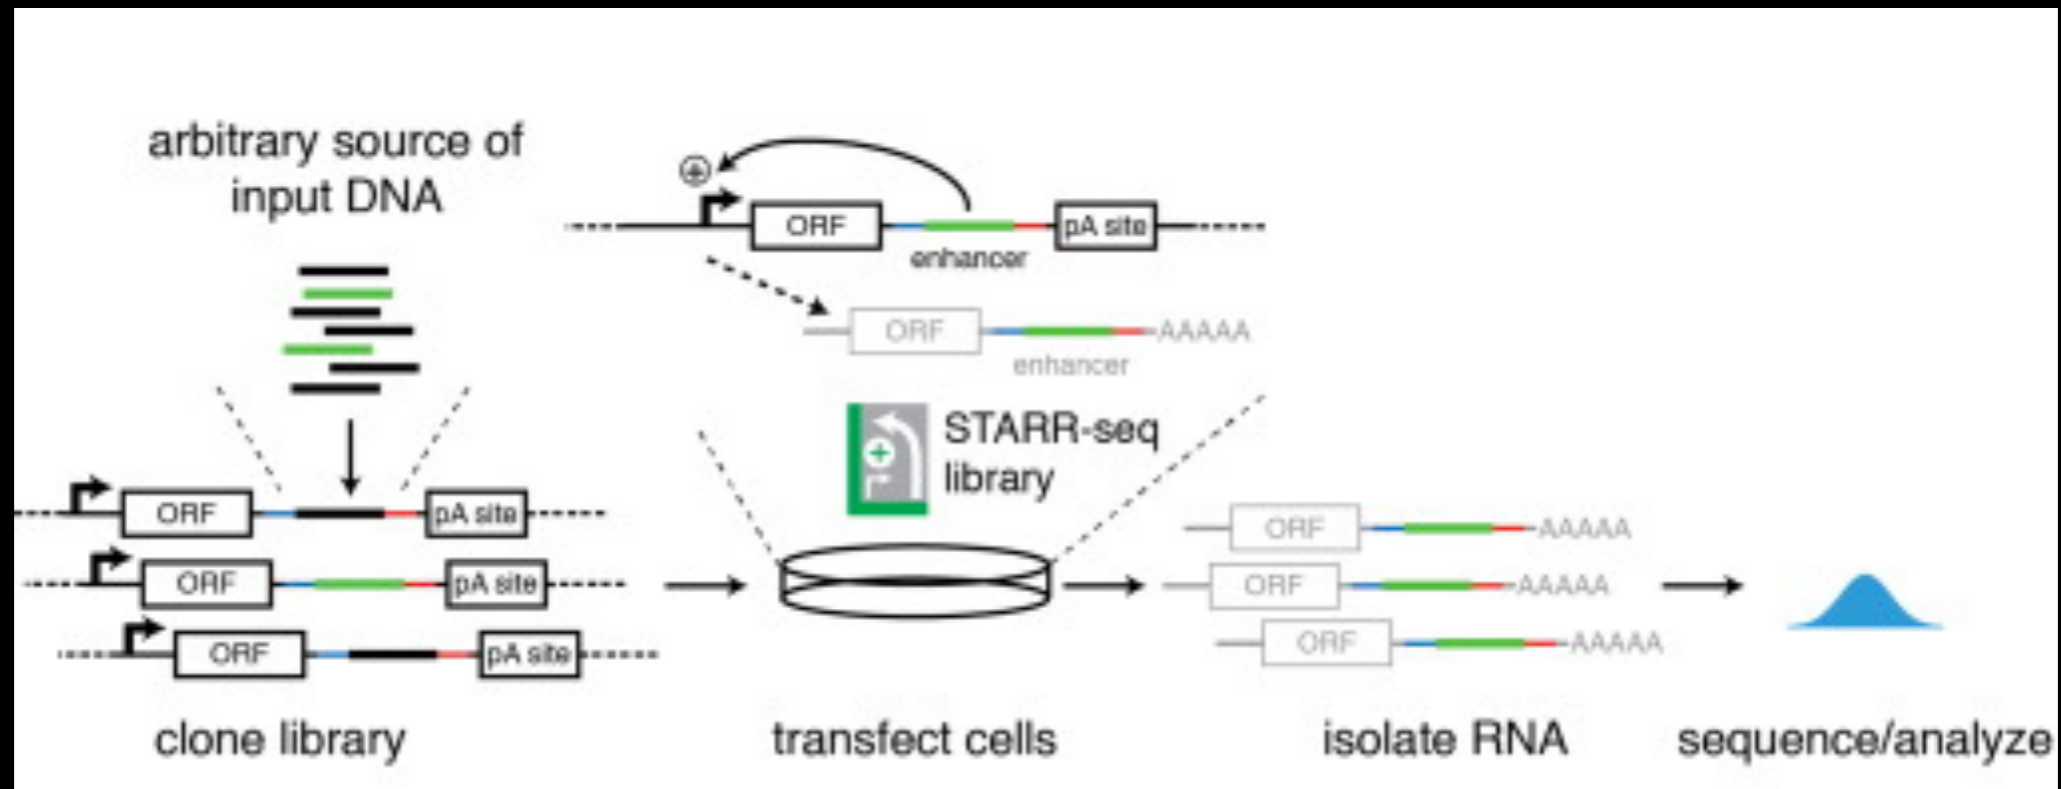 arbitrary source of
input DNA
ORF
pA site
enhancer
ORF
AAAAA
enhancer
STARR-seq
library
ORF
pA site
ORF
pA site
ORF
pA site
ORF
AAAAA
ORF
AAAAA
ORF
AAAAA
clone library
transfect cells
isolate RNA
sequence/analyze